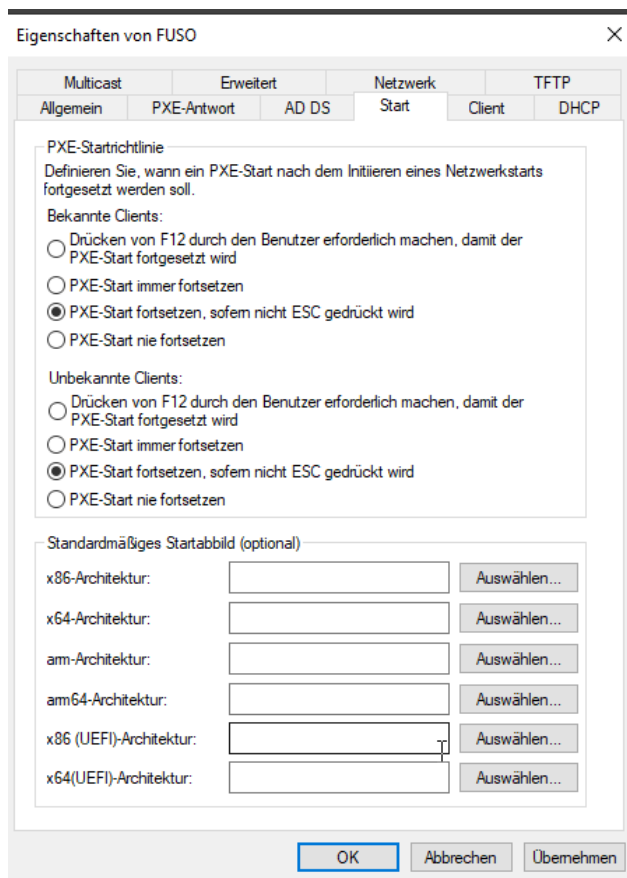 Eigenschaften von FUSO
Multicast Erweitert Netzwerk TFTP
Allgemein PXE-Antwort AD DS Start Client DHCP
PXE-Startrichtlinie
Definieren Sie, wann ein PXE-Start nach dem Initiieren eines Netzwerkstarts
fortgesetzt werden soll.
Bekannte Clients:
Drücken von F12 durch den Benutzer erforderlich machen, damit der
PXE-Start fortgesetzt wird
PXE-Start immer fortsetzen
PXE-Start fortsetzen, sofern nicht ESC gedrückt wird
PXE-Start nie fortsetzen
Unbekannte Clients:
Drücken von F12 durch den Benutzer erforderlich machen, damit der
PXE-Start fortgesetzt wird
PXE-Start immer fortsetzen
PXE-Start fortsetzen, sofern nicht ESC gedrückt wird
PXE-Start nie fortsetzen
Standardmäßiges Startabbild (optional)
x86-Architektur: Auswählen...
x64-Architektur: Auswählen...
arm-Architektur: Auswählen...
arm64-Architektur: Auswählen...
x86 (UEFI)-Architektur: Auswählen...
x64(UEFI)-Architektur: Auswählen...
OK Abbrechen Übernehmen